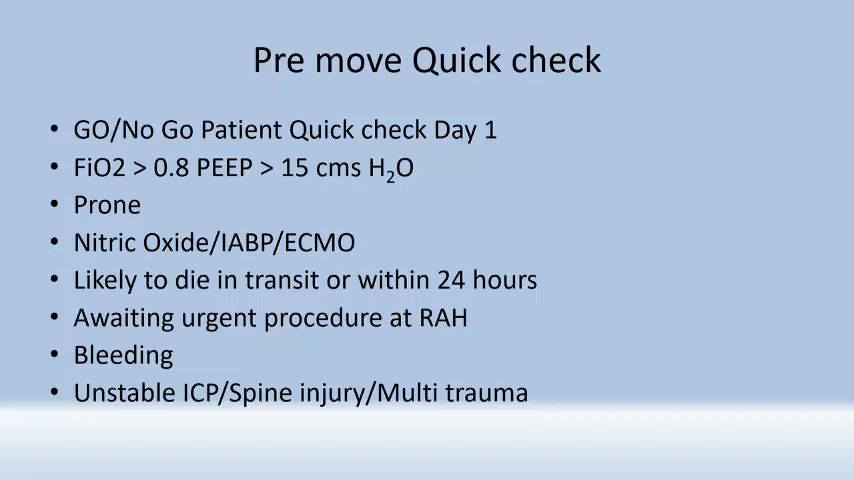 Pre move Quick check
• GO/No Go Patient Quick check Day 1
• FiO2 > 0.8 PEEP > 15 cms H₂O
• Prone
• Nitric Oxide/IABP/ECMO
• Likely to die in transit or within 24 hours
• Awaiting urgent procedure at RAH
• Bleeding
• Unstable ICP/Spine injury/Multi trauma